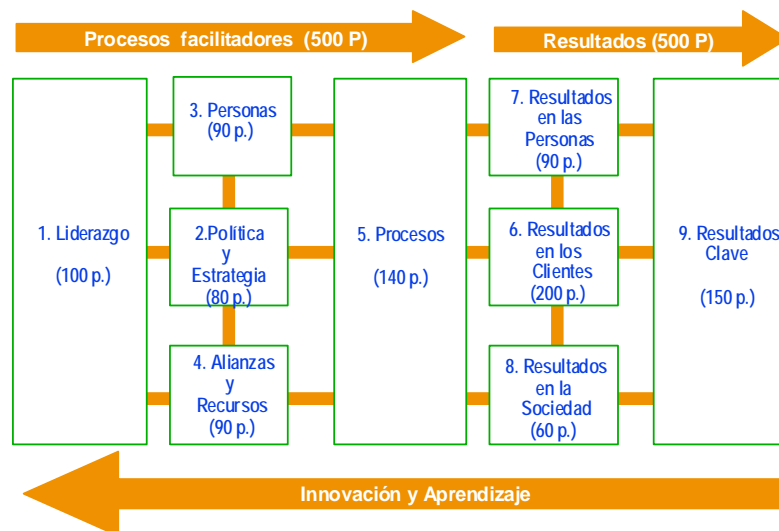 Procesos facilitadores (500 P)
Resultados (500 P)
1. Liderazgo
(100 p.)
3. Personas
(90 p.)
2.Política
y
Estrategia
(80 p.)
4. Alianzas
y
Recursos
(90 p.)
5. Procesos
(140 p.)
7. Resultados
en las
Personas
(90 p.)
6. Resultados
en los
Clientes
(200 p.)
8. Resultados
en la
Sociedad
(60 p.)
9. Resultados
Clave
(150 p.)
Innovación y Aprendizaje